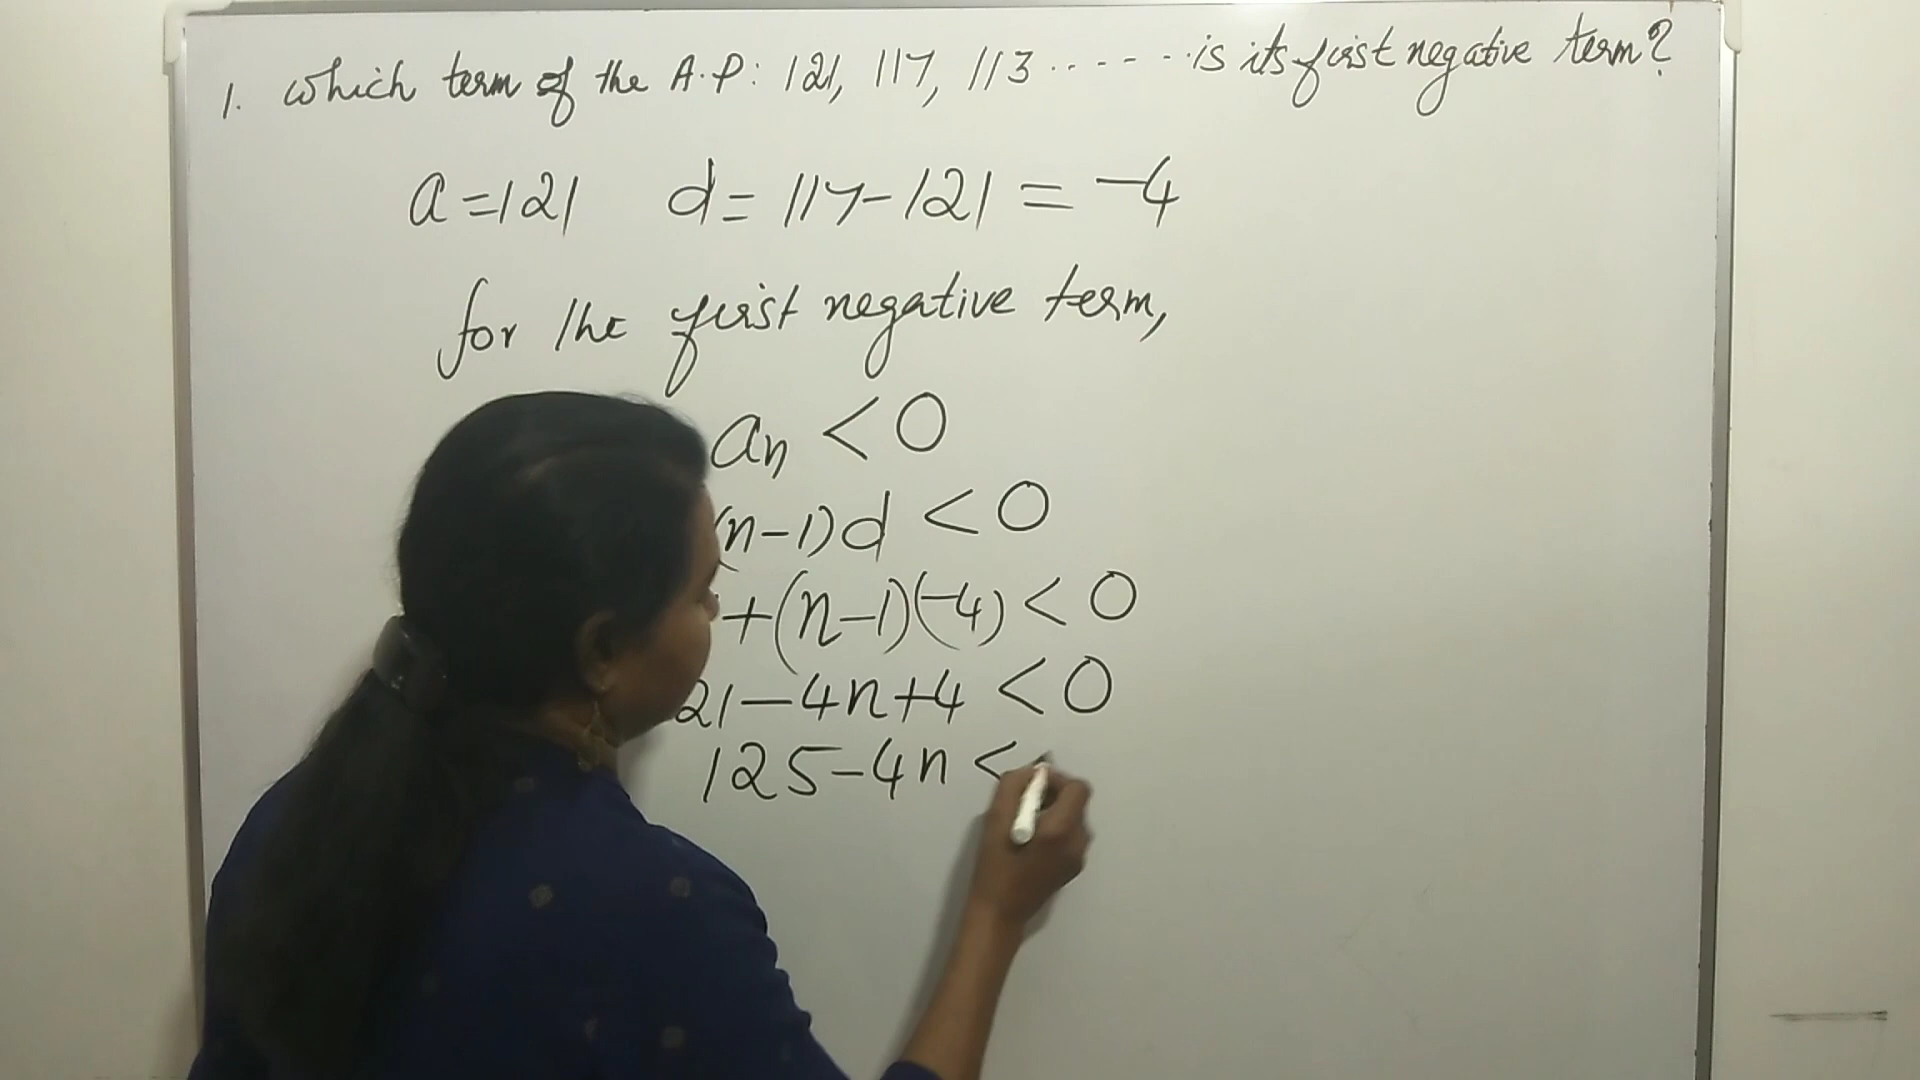 1. Which term of the A.P: 121, 117, 113 ...... is its first negative term?
a = 121 d = 117 - 121 = -4
for the first negative term,
an < 0
(n-1)d < 0
+ (n-1)(-4) < 0
21 - 4n + 4 < 0
125 - 4n <